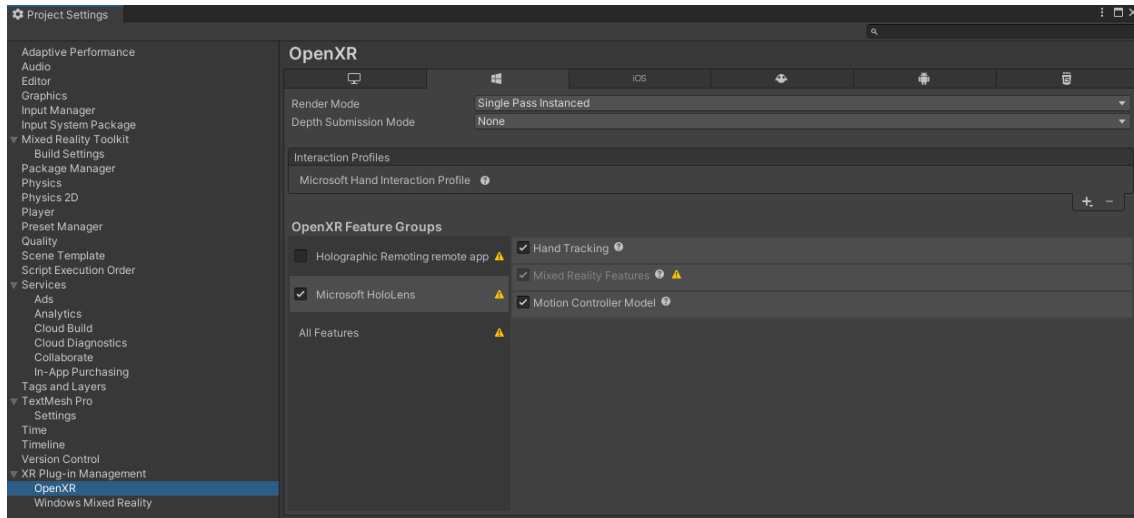 Project Settings
Adaptive Performance
Audio
Editor
Graphics
Input Manager
Input System Package
Mixed Reality Toolkit
Build Settings
Package Manager
Physics
Physics 2D
Player
Preset Manager
Quality
Scene Template
Script Execution Order
Services
Ads
Analytics
Cloud Build
Cloud Diagnostics
Collaborate
In-App Purchasing
Tags and Layers
TextMesh Pro
Settings
Time
Timeline
Version Control
XR Plug-in Management
OpenXR
Windows Mixed Reality
OpenXR
iOS
Render Mode Single Pass Instanced
Depth Submission Mode None
Interaction Profiles
Microsoft Hand Interaction Profile
OpenXR Feature Groups
Holographic Remoting remote app
Microsoft HoloLens
All Features
Hand Tracking
Mixed Reality Features
Motion Controller Model